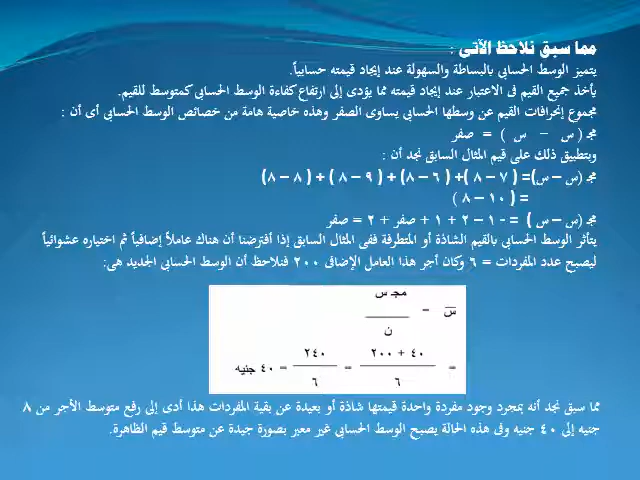 مما سبق نلاحظ الآتى :
يتميز الوسط الحسابى بالبساطة والسهولة عند إيجاد قيمته حسابياً.
يأخذ جميع القيم فى الاعتبار عند إيجاد قيمته مما يؤدى إلى ارتفاع كفاءة الوسط الحسابى كمتوسط للقيم.
مجموع إنحرافات القيم عن وسطها الحسابى يساوى الصفر وهذه خاصية هامة من خصائص الوسط الحسابى أى أن :
مجـ ( س – س ) = صفر
وبتطبيق ذلك على قيم المثال السابق نجد أن :
مجـ (س – س) = ( ٧ – ٨ ) + ( ٦ – ٨) + ( ٩ – ٨ ) + ( ٨ – ٨)
= ( ١٠ – ٨ )
مجـ (س – س ) = - ١ – ٢ + ١ + صفر + ٢ = صفر
يتأثر الوسط الحسابى بالقيم الشاذة أو المتطرفة ففى المثال السابق إذا أفترضنا أن هناك عاملاً إضافياً تم اختياره عشوائياً
ليصبح عدد المفردات = ٦ وكان أجر هذا العامل الإضافى ٢٠٠ فنلاحظ أن الوسط الحسابى الجديد هى:
مجـ س
س̄ =
ن
= ٤٠ + ٢٠٠ = ٢٤٠ = ٤٠ جنيه
٦ ٦
مما سبق نجد أنه بمجرد وجود مفردة واحدة قيمتها شاذة أو بعيدة عن بقية المفردات هذا أدى إلى رفع متوسط الأجر من ٨
جنيه إلى ٤٠ جنيه وفى هذه الحالة يصبح الوسط الحسابى غير معبر بصورة جيدة عن متوسط قيم الظاهرة.